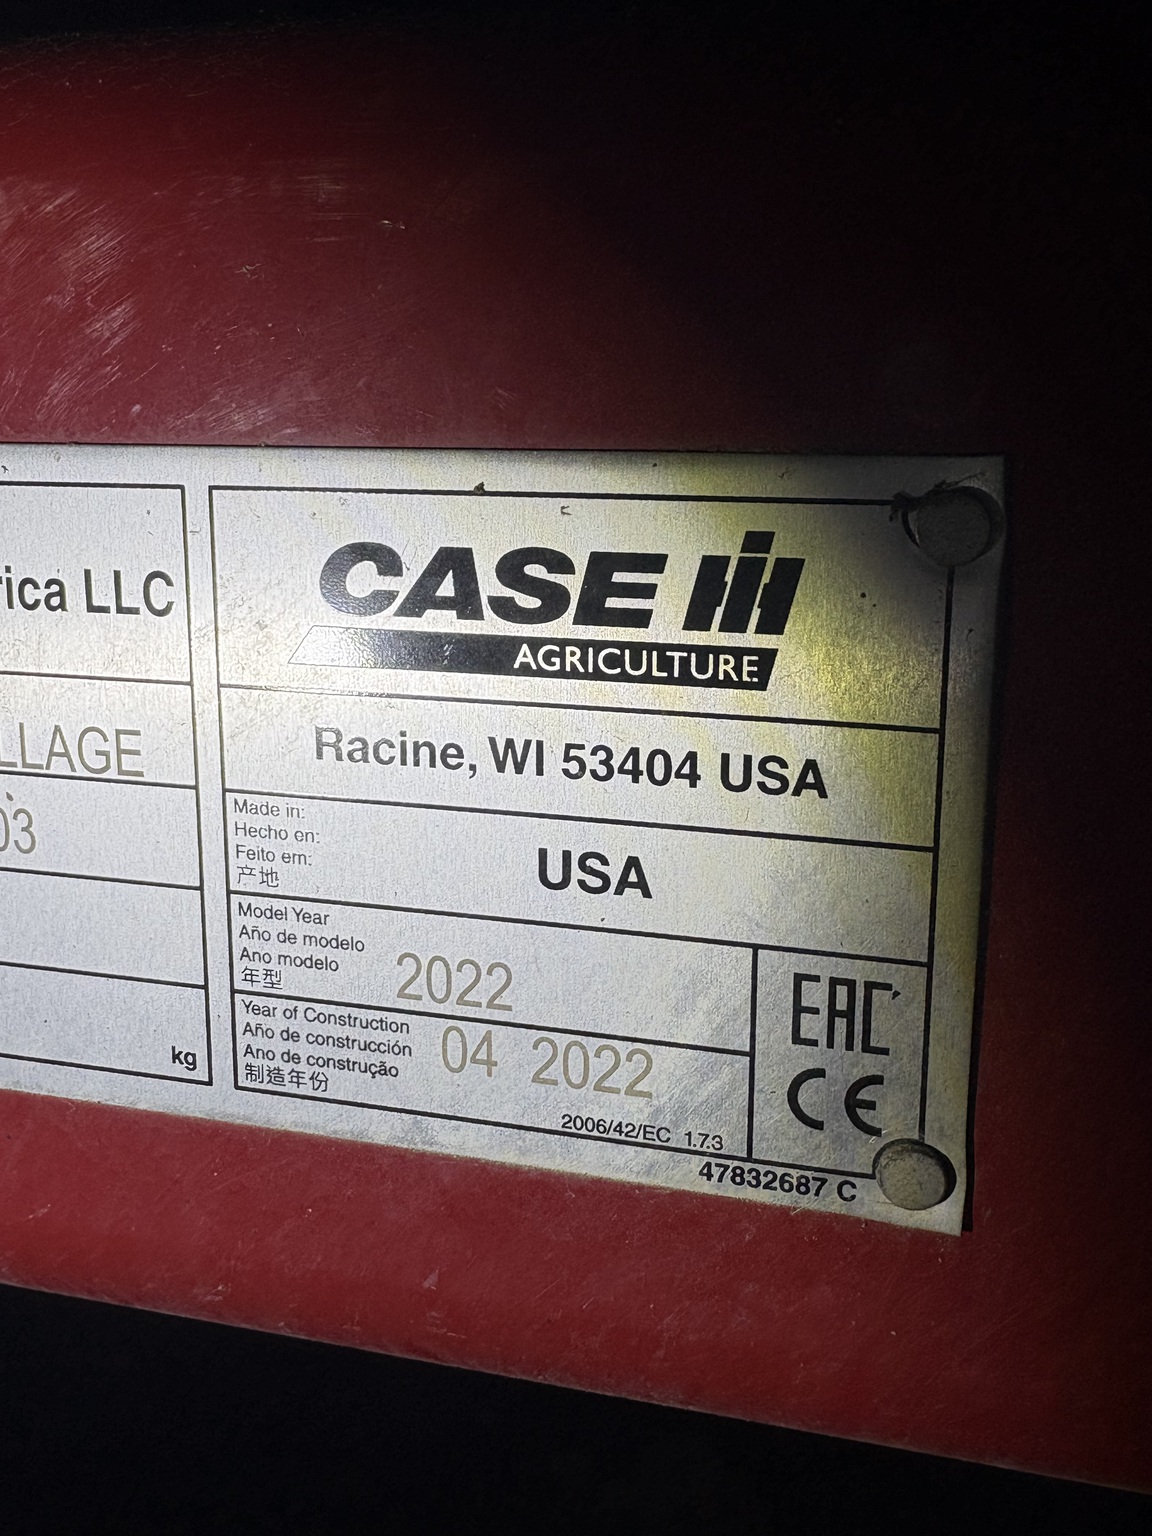 rica LLC
LLAGE
03
kg
CASE IH
AGRICULTURE
Racine, WI 53404 USA
Made in:
Hecho en:
Feito em:
产地
USA
Model Year
Año de modelo
Ano modelo
年型
2022
Year of Construction
Año de construcción
Ano de construção
制造年份
04 2022
2006/42/EC 1.7.3
EAC
CE
47832687 C